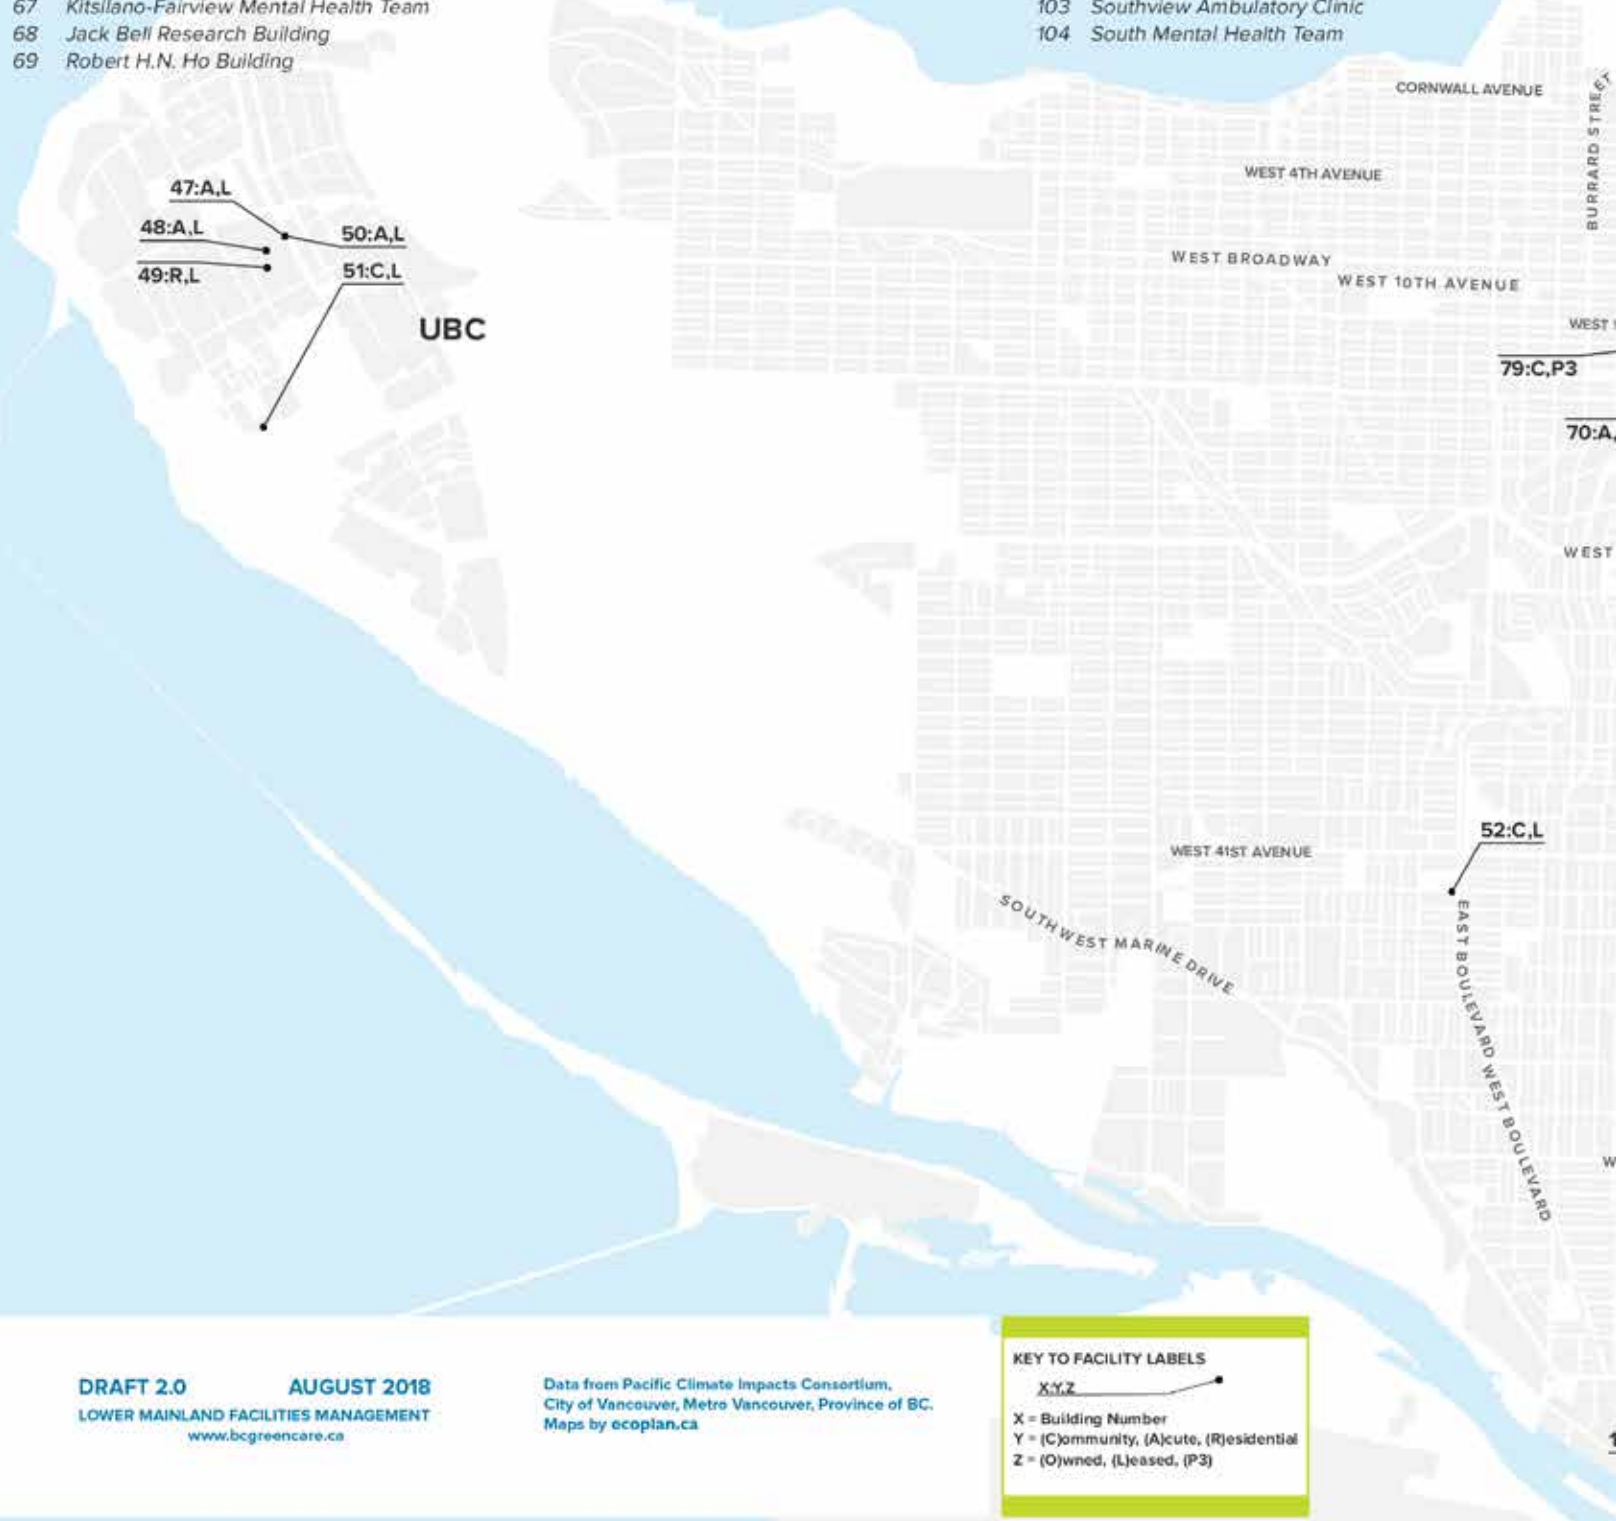 67 Kitsilano-Fairview Mental Health Team
68 Jack Bell Research Building
69 Robert H.N. Ho Building
103 Southview Ambulatory Clinic
104 South Mental Health Team
CORNWALL AVENUE
BURRARD STREET
WEST 4TH AVENUE
47:A,L
48:A,L
50:A,L
49:R,L
51:C,L
UBC
WEST BROADWAY
WEST 10TH AVENUE
WEST
79:C,P3
70:A,
WEST
52:C,L
WEST 41ST AVENUE
SOUTH WEST MARINE DRIVE
EAST BOULEVARD WEST BOULEVARD
W
DRAFT 2.0 AUGUST 2018
LOWER MAINLAND FACILITIES MANAGEMENT
www.bcgreencare.ca
Data from Pacific Climate Impacts Consortium,
City of Vancouver, Metro Vancouver, Province of BC.
Maps by ecoplan.ca
KEY TO FACILITY LABELS
X:Y,Z
X = Building Number
Y = (C)ommunity, (A)cute, (R)esidential
Z = (O)wned, (L)eased, (P3)